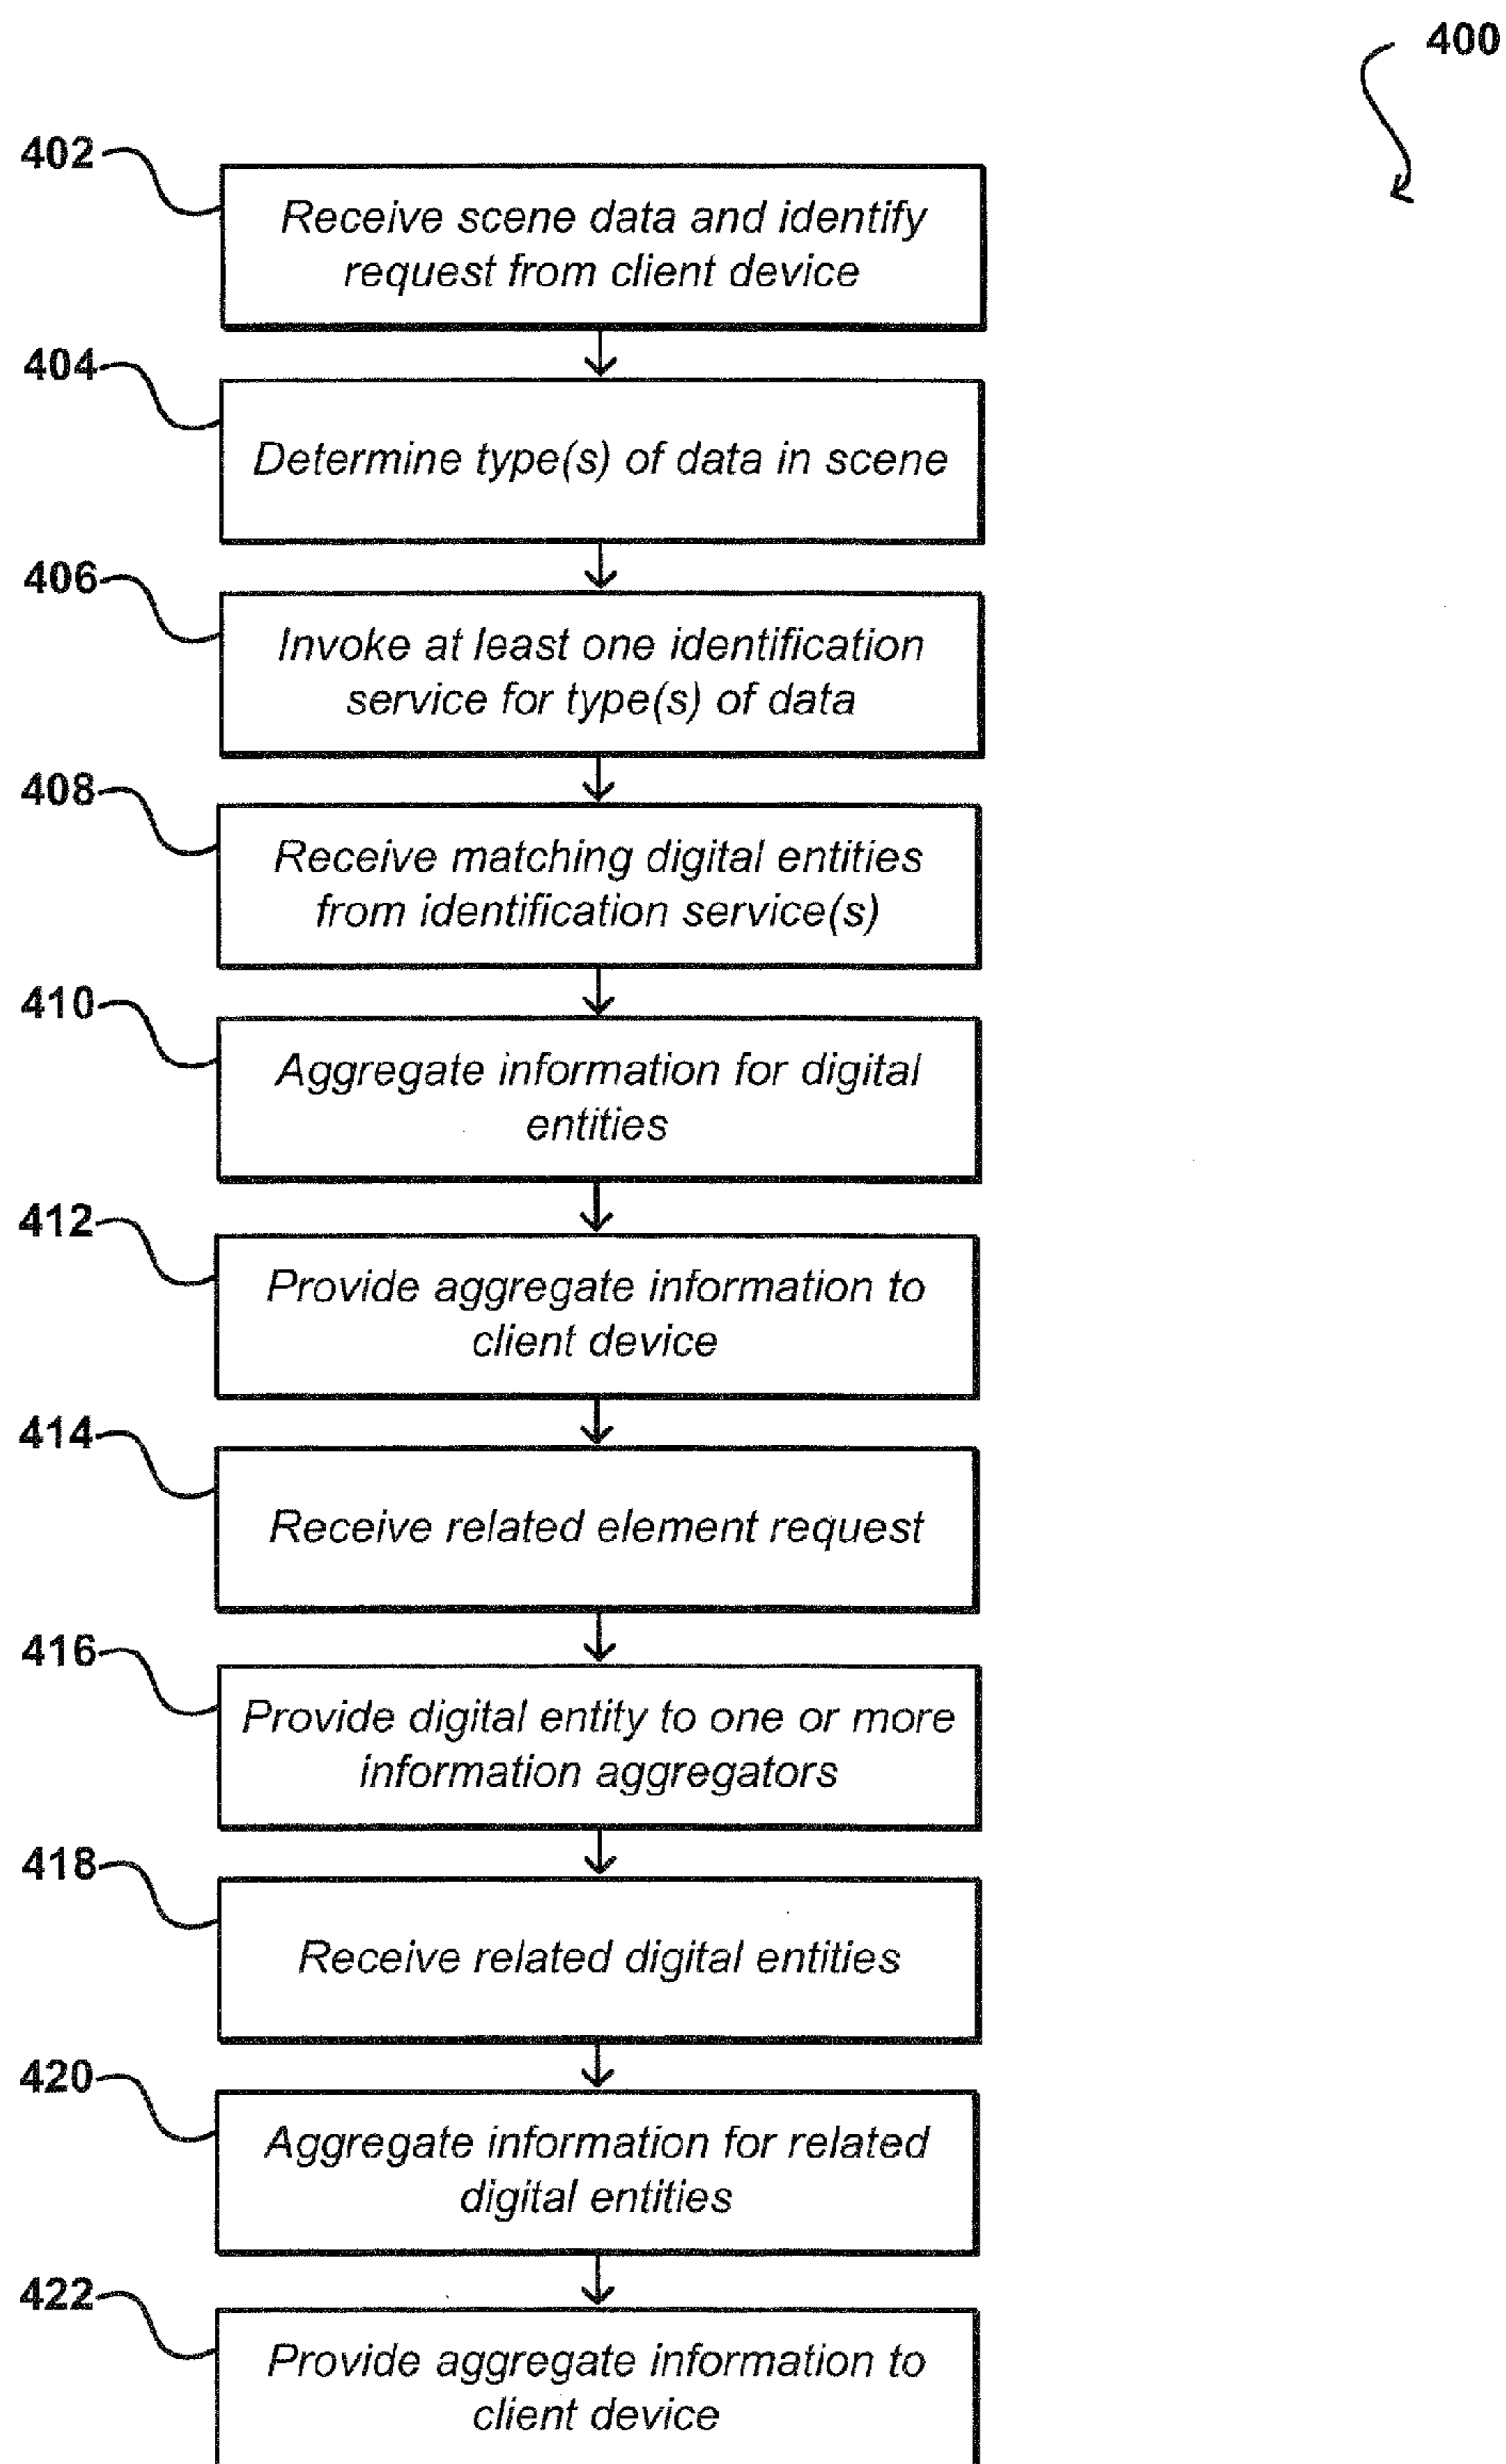 400
402
Receive scene data and identify
request from client device
404
Determine type(s) of data in scene
406
Invoke at least one identification
service for type(s) of data
408
Receive matching digital entities
from identification service(s)
410
Aggregate information for digital
entities
412
Provide aggregate information to
client device
414
Receive related element request
416
Provide digital entity to one or more
information aggregators
418
Receive related digital entities
420
Aggregate information for related
digital entities
422
Provide aggregate information to
client device